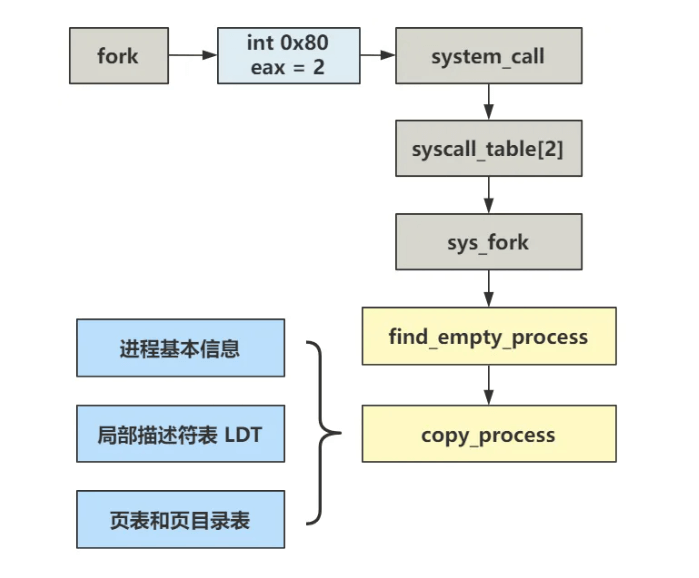 fork
int 0x80
eax = 2
system_call
syscall_table[2]
sys_fork
find_empty_process
copy_process
进程基本信息
局部描述符表 LDT
页表和页目录表